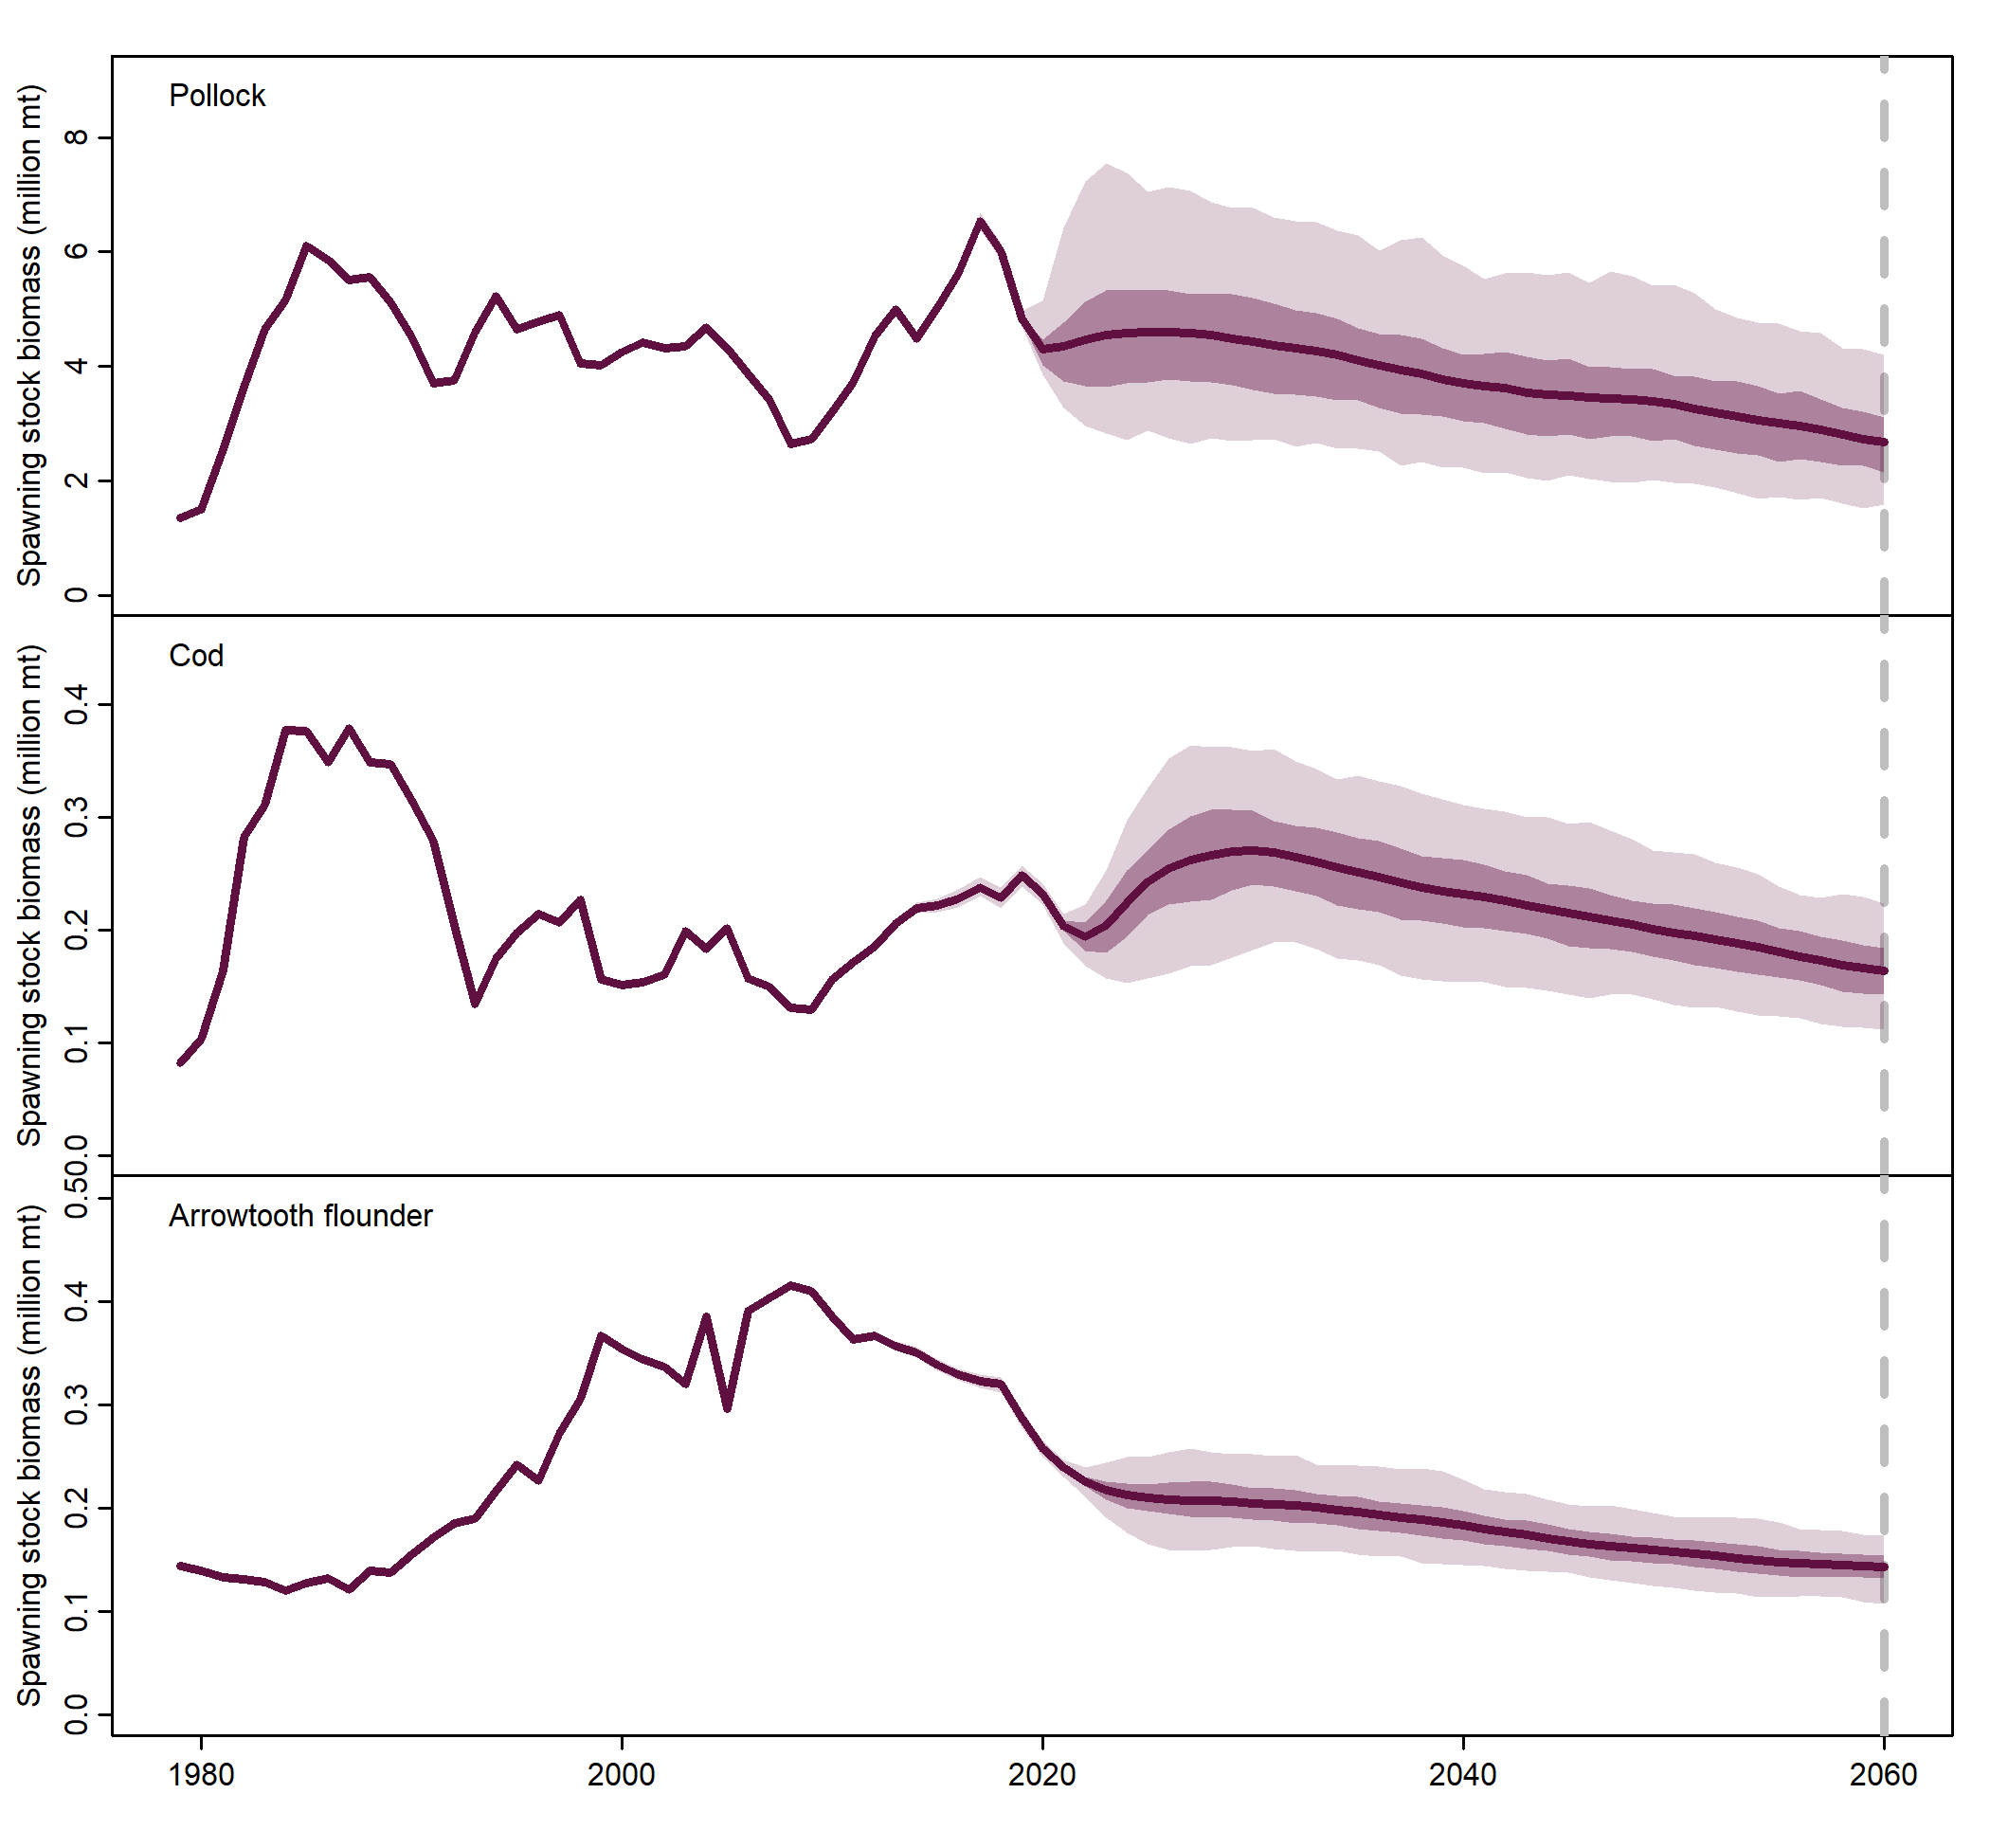 Pollock
Spawning stock biomass (million mt)
8
6
4
2
0
Cod
Spawning stock biomass (million mt)
0.4
0.3
0.2
0.1
0.0
Arrowtooth flounder
Spawning stock biomass (million mt)
0.5
0.4
0.3
0.2
0.1
0.0
1980 2000 2020 2040 2060